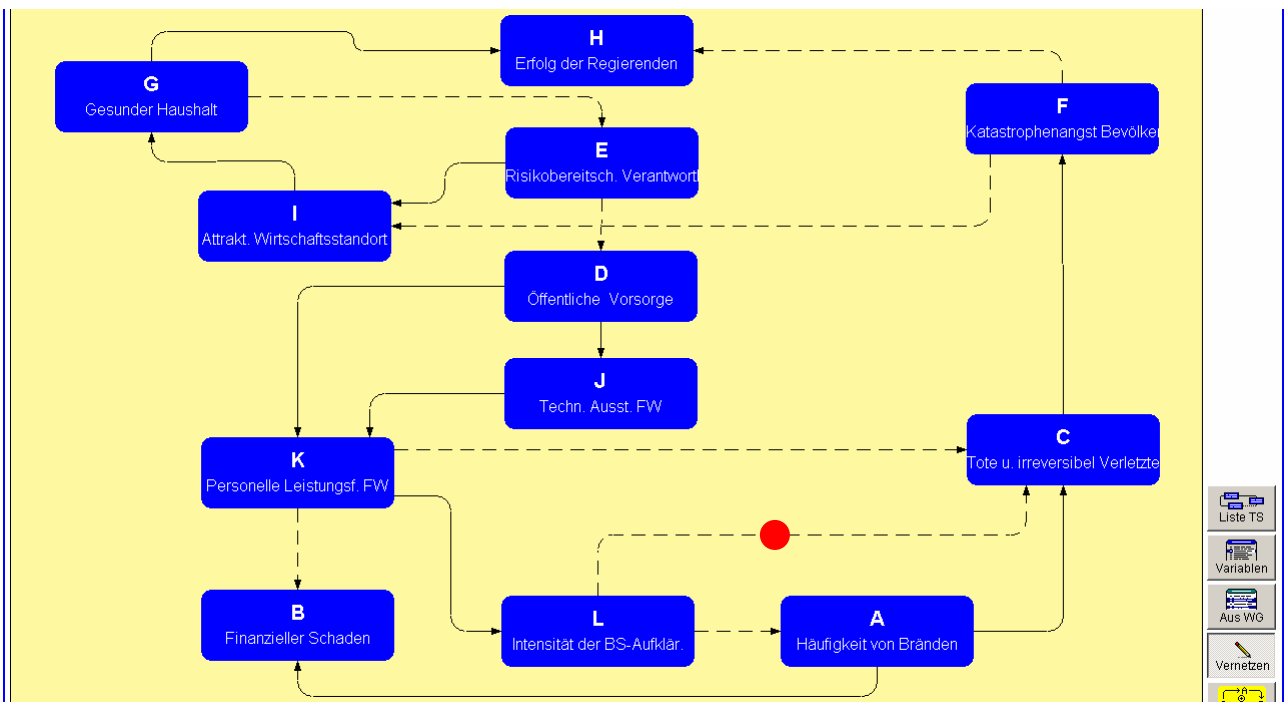 H
Erfolg der Regierenden
G
Gesunder Haushalt
F
Katastrophenangst Bevölker
E
Risikobereitsch. Verantwortl
I
Attrakt. Wirtschaftsstandort
D
Öffentliche Vorsorge
J
Techn. Ausst. FW
K
Personelle Leistungsf. FW
C
Tote u. irreversibel Verletzte
B
Finanzieller Schaden
L
Intensität der BS-Aufklär.
A
Häufigkeit von Bränden
Liste TS
Variablen
Aus WG
Vernetzen
A